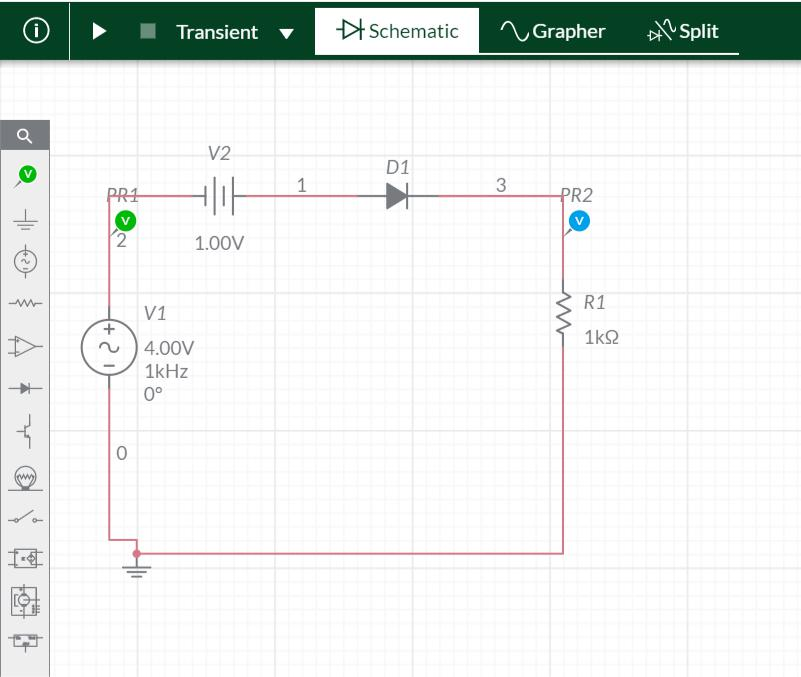 Transient
Schematic
Grapher
Split
V2
D1
PR1
1
3
PR2
V
V
V
2
1.00V
V1
4.00V
1kHz
0°
R1
1kΩ
0